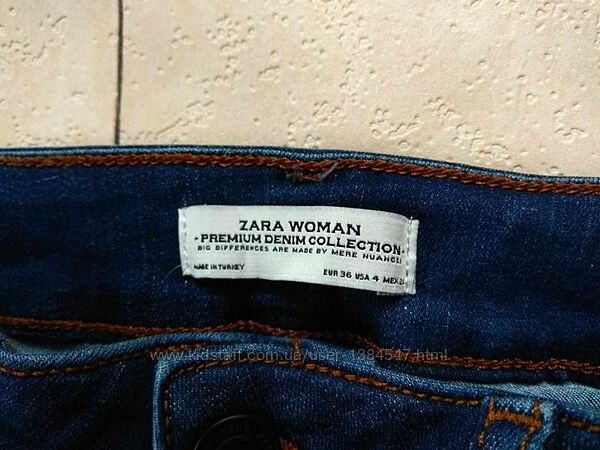 ZARA WOMAN
-PREMIUM DENIM COLLECTION-
BIG DIFFERENCES ARE MADE BY MERE NUANCES
MADE IN TURKEY
EUR 36 USA 4 MEX
www.kidstaff.com.ua/user-1384547.html